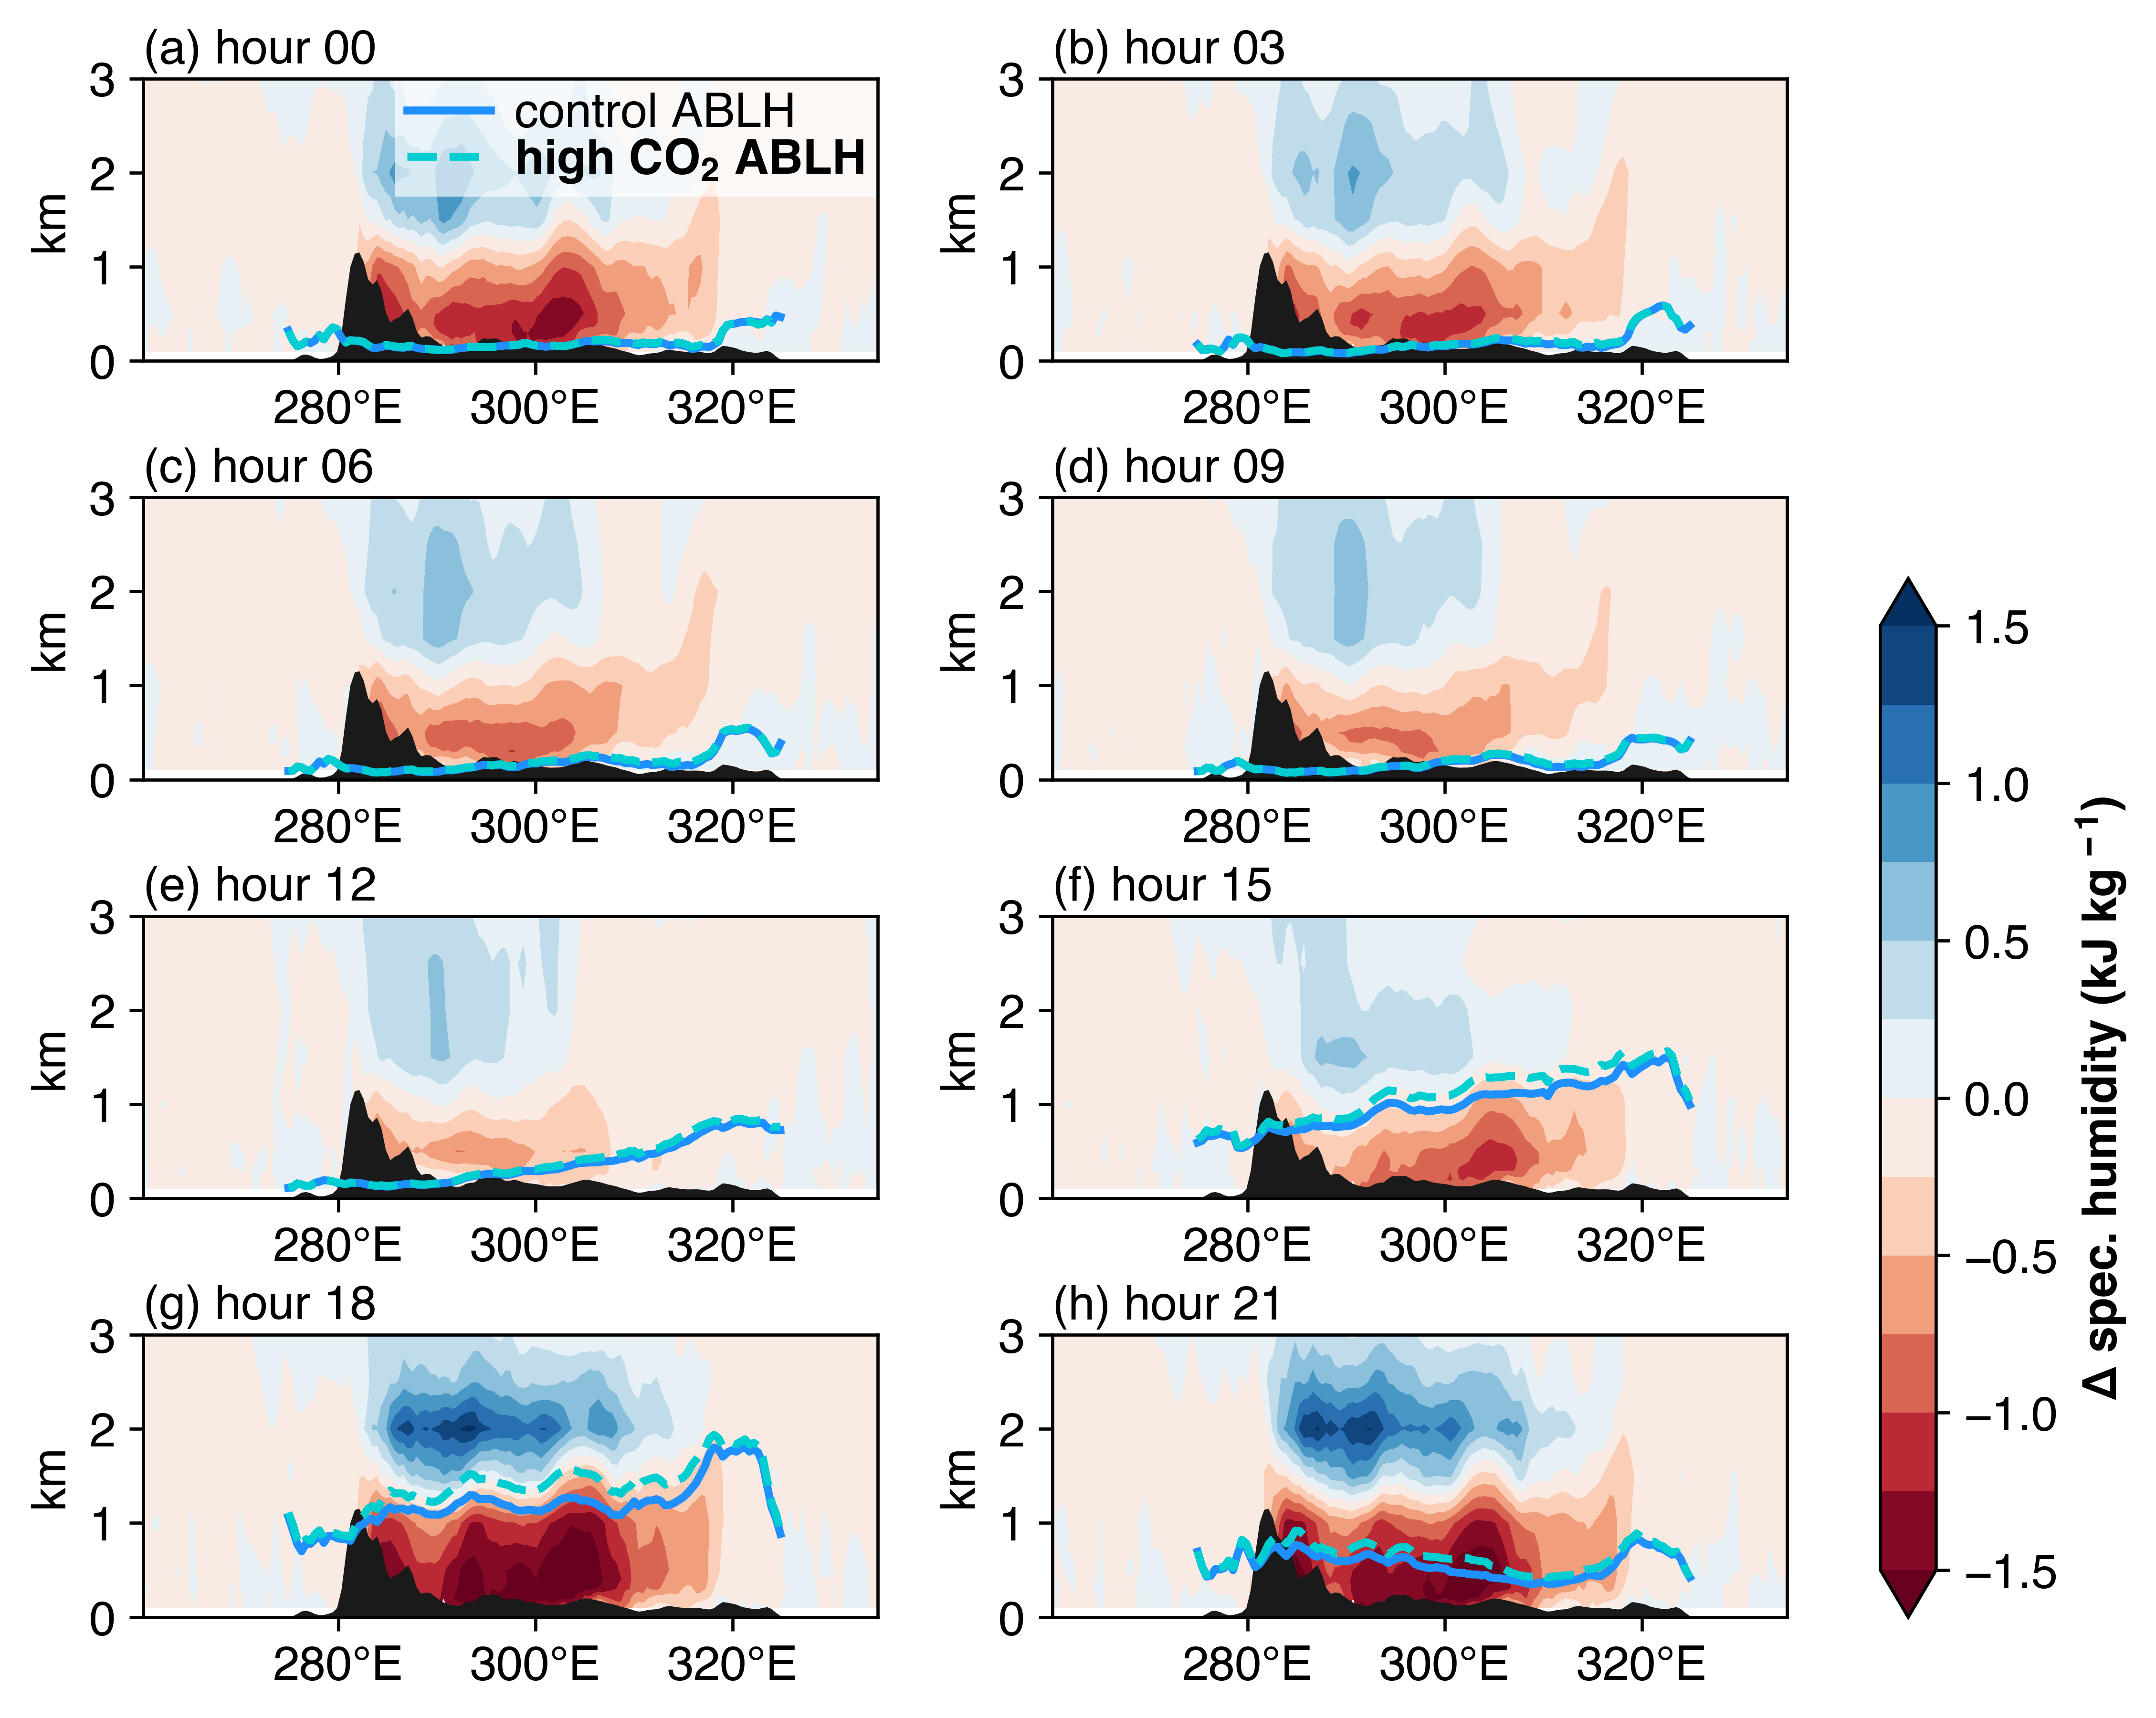 (a) hour 00
3
2
1
0
km
control ABLH
high CO₂ ABLH
280°E 300°E 320°E
(b) hour 03
3
2
1
0
km
280°E 300°E 320°E
(c) hour 06
3
2
1
0
km
280°E 300°E 320°E
(d) hour 09
3
2
1
0
km
280°E 300°E 320°E
(e) hour 12
3
2
1
0
km
280°E 300°E 320°E
(f) hour 15
3
2
1
0
km
280°E 300°E 320°E
(g) hour 18
3
2
1
0
km
280°E 300°E 320°E
(h) hour 21
3
2
1
0
km
280°E 300°E 320°E
1.5
1.0
0.5
0.0
−0.5
−1.0
−1.5
Δ spec. humidity (kJ kg⁻¹)